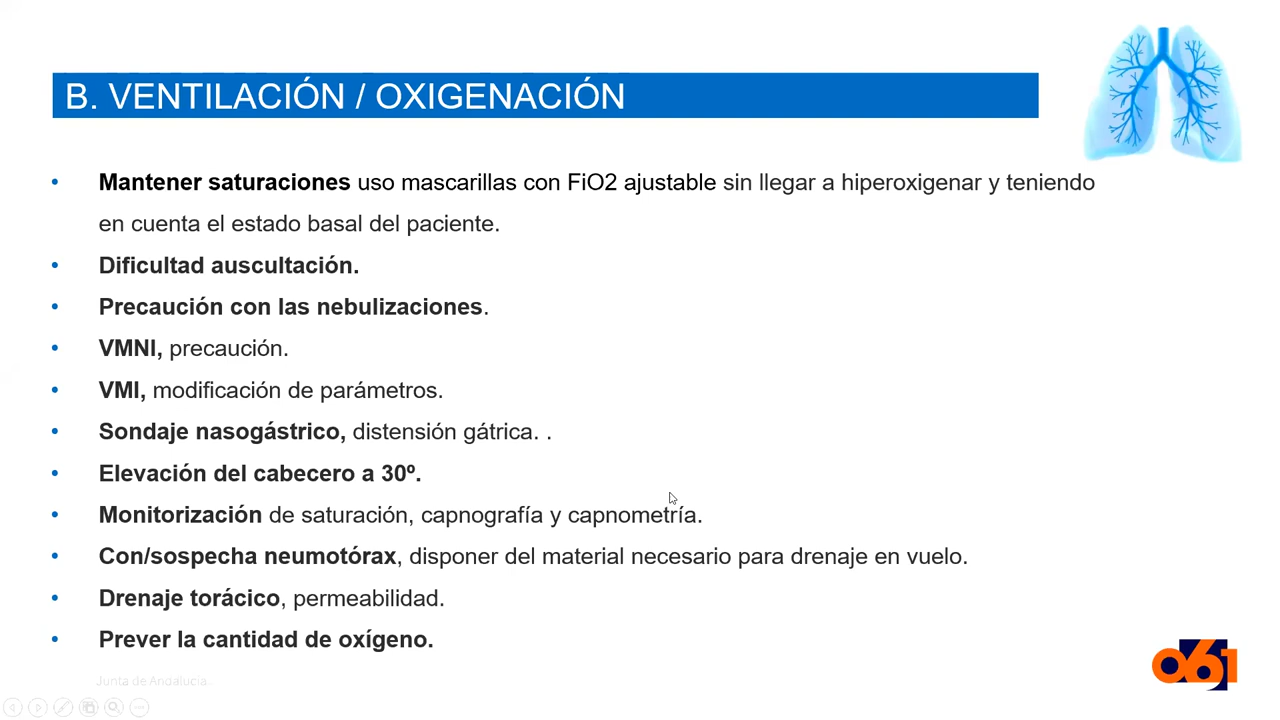 B. VENTILACIÓN / OXIGENACIÓN
• Mantener saturaciones uso mascarillas con FiO2 ajustable sin llegar a hiperoxigenar y teniendo
en cuenta el estado basal del paciente.
• Dificultad auscultación.
• Precaución con las nebulizaciones.
• VMNI, precaución.
• VMI, modificación de parámetros.
• Sondaje nasogástrico, distensión gátrica. .
• Elevación del cabecero a 30º.
• Monitorización de saturación, capnografía y capnometría.
• Con/sospecha neumotórax, disponer del material necesario para drenaje en vuelo.
• Drenaje torácico, permeabilidad.
• Prever la cantidad de oxígeno.
061
Junta de Andalucía.